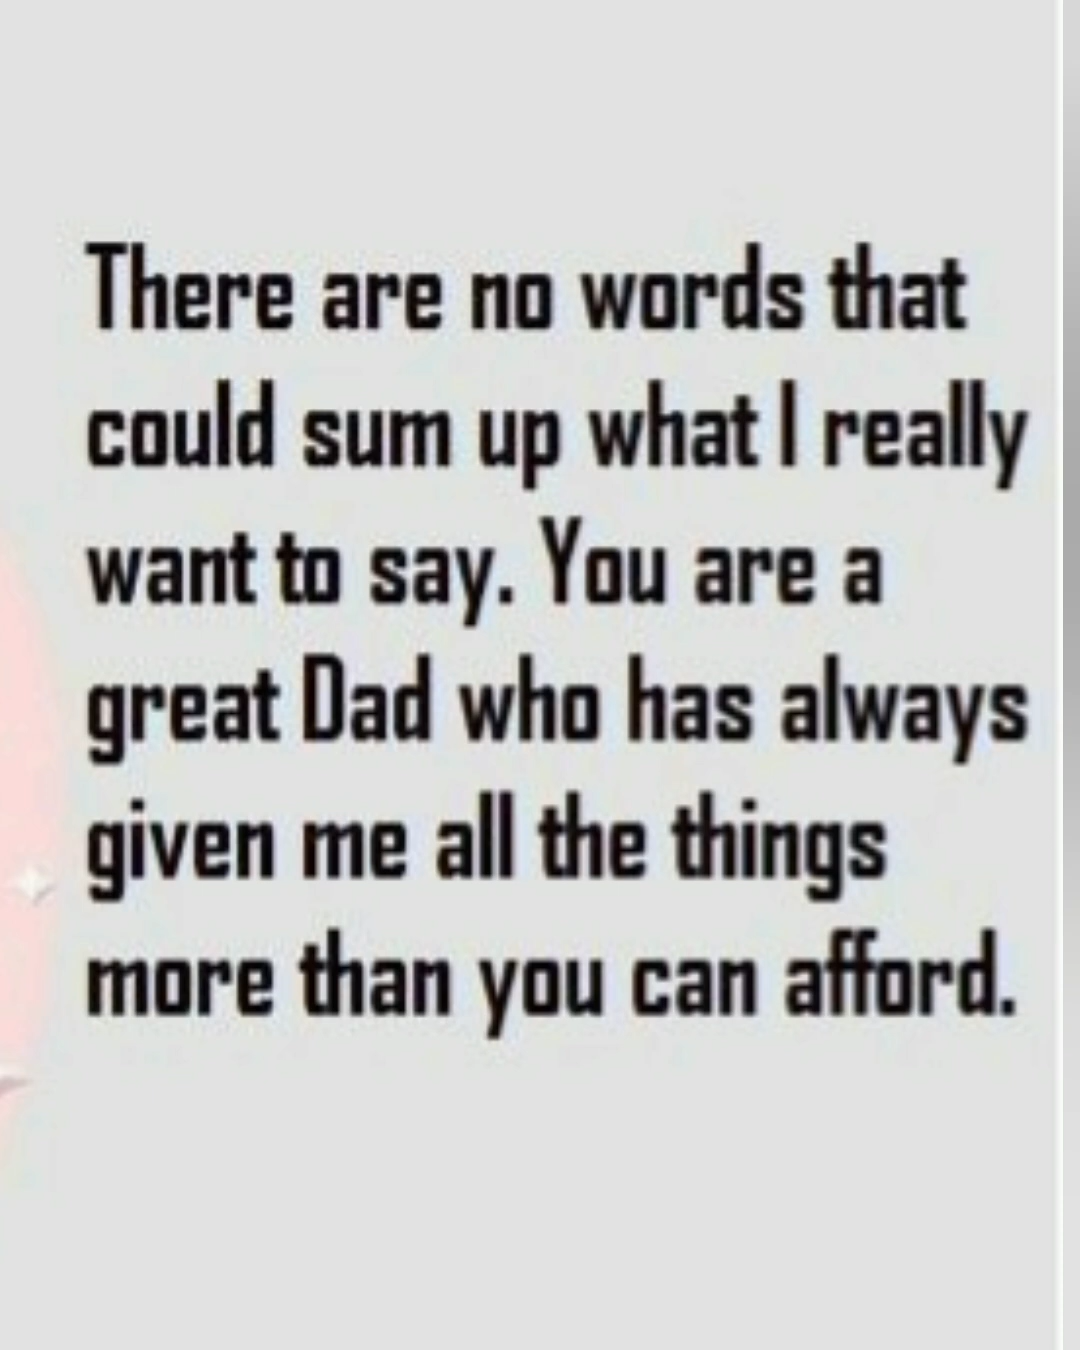 There are no words that
could sum up what I really
want to say. You are a
great Dad who has always
given me all the things
more than you can afford.